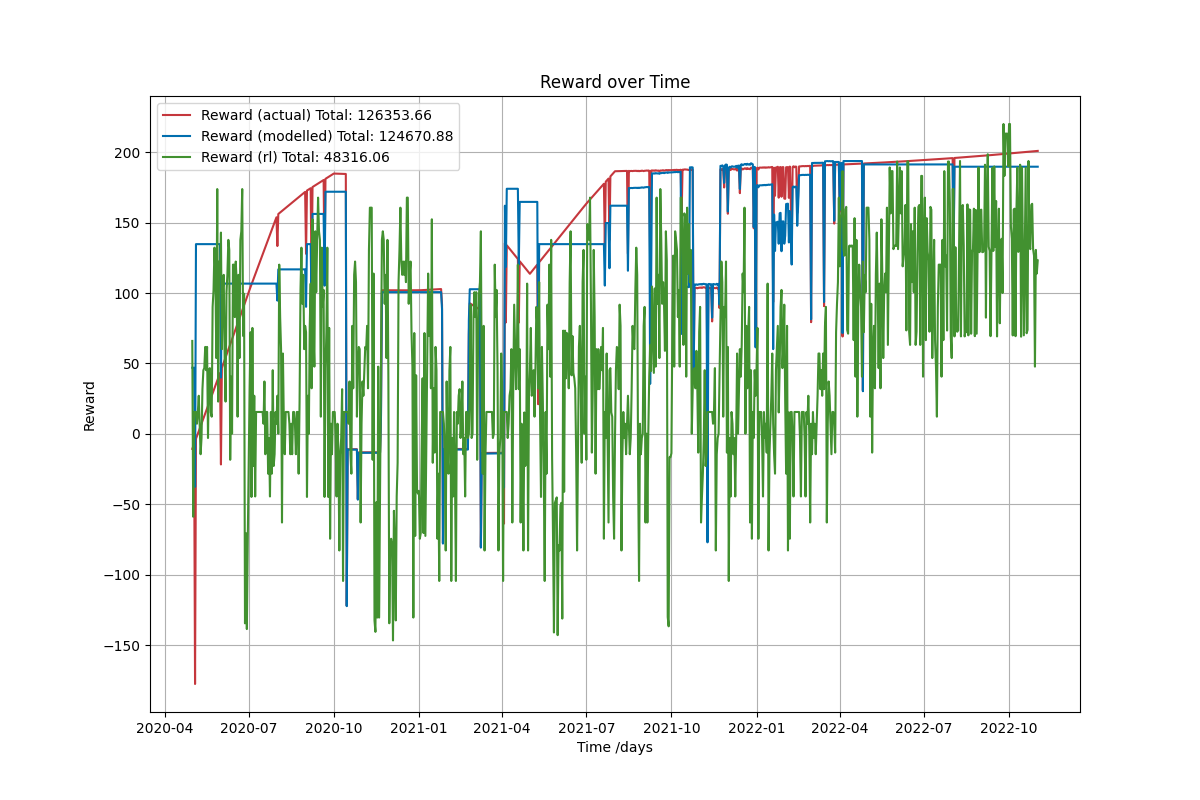 Reward over Time
Reward (actual) Total: 126353.66
Reward (modelled) Total: 124670.88
Reward (rl) Total: 48316.06
Reward
200
150
100
50
0
−50
−100
−150
2020-04 2020-07 2020-10 2021-01 2021-04 2021-07 2021-10 2022-01 2022-04 2022-07 2022-10
Time /days